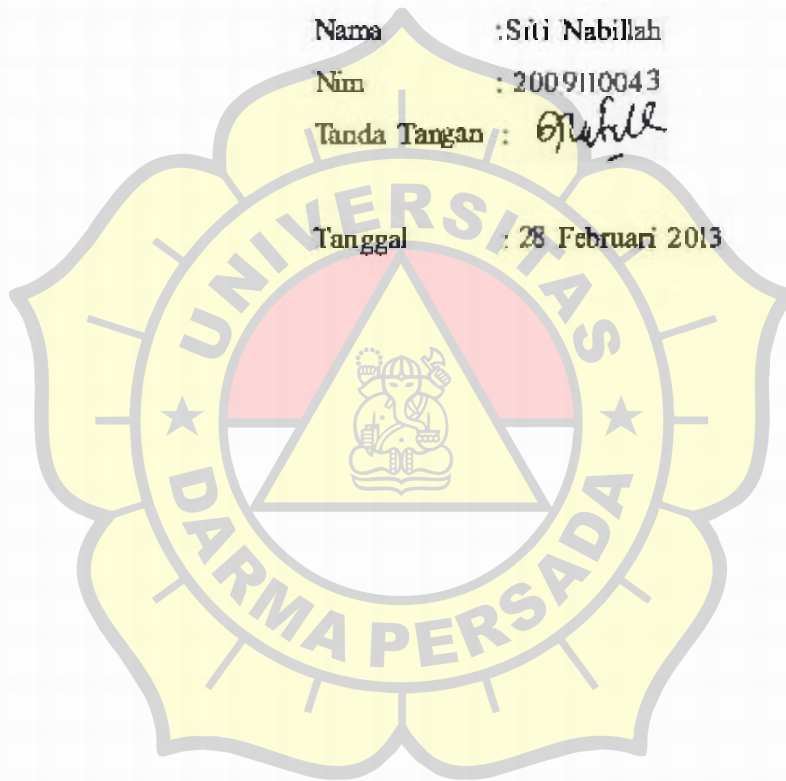 Nama :Siti Nabillah
Nim : 2009110043
Tanda Tangan :
Tanggal : 28 Februari 2013
UNIVERSITAS
DARMA PERSADA